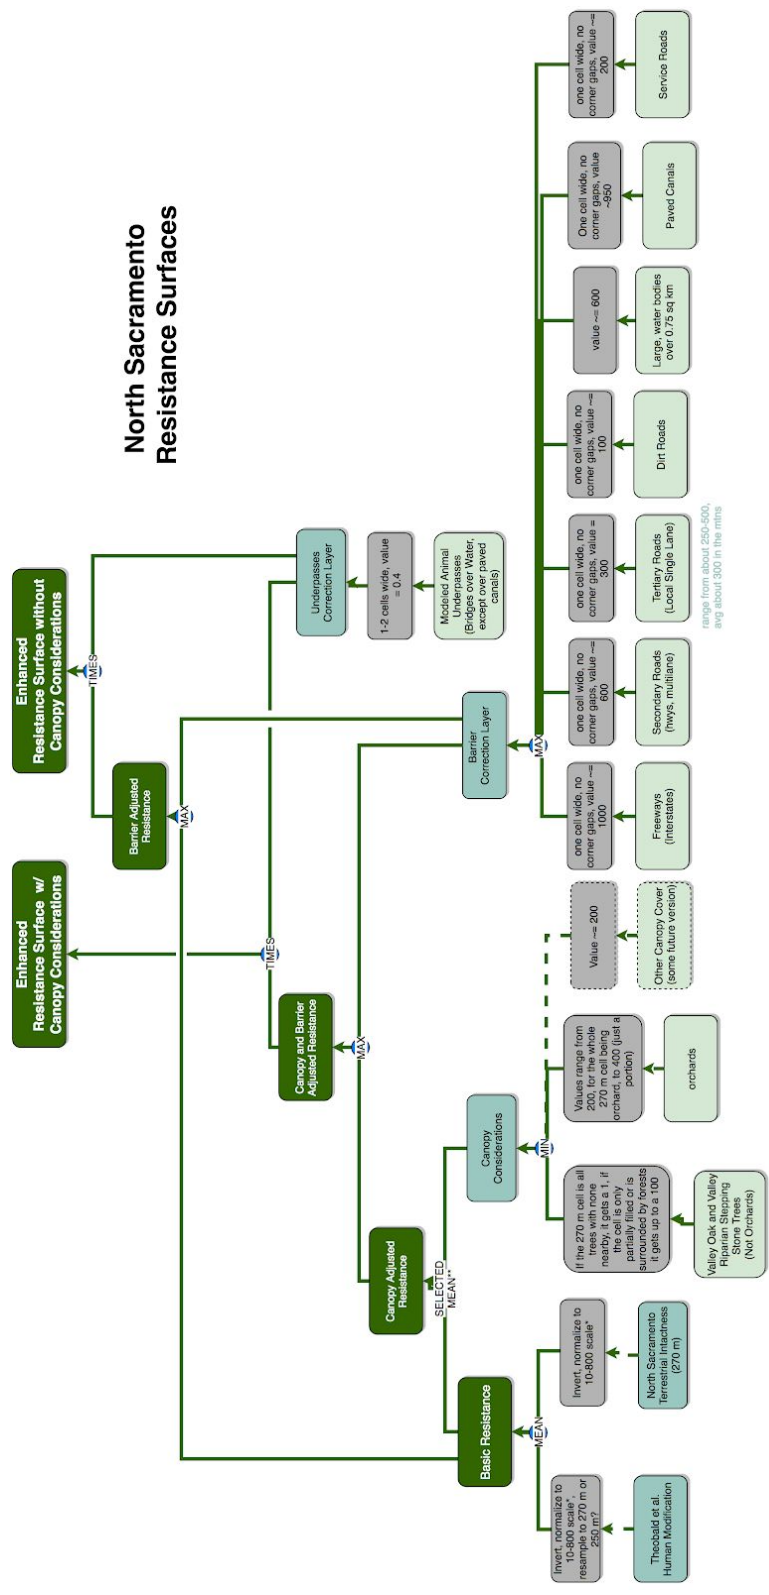 North Sacramento
Resistance Surfaces
Enhanced
Resistance Surface w/
Canopy Considerations
Enhanced
Resistance Surface without
Canopy Considerations
TIMES
Barrier Adjusted
Resistance
MAX
TIMES
Canopy and Barrier
Adjusted Resistance
MAX
Underpasses
Correction Layer
1-2 cells wide, value
= 0.4
Modeled Animal
Underpasses
(Bridges over Water,
except over paved
canals)
Canopy Adjusted
Resistance
SELECTED
MEAN**
Basic Resistance
MEAN
Canopy
Considerations
MIN
Barrier
Correction Layer
MAX
Invert, normalize to
10-800 scale*,
resample to 270 m or
250 m?
Theobald et al.
Human Modification
Invert, normalize to
10-800 scale*
North Sacramento
Terrestrial Intactness
(270 m)
If the 270 m cell is all
trees with none
nearby, it gets a 1, if
the cell is only
partially filled or is
surrounded by forests
it gets up to a 100
Valley Oak and Valley
Riparian Stepping
Stone Trees
(Not Orchards)
Values range from
200, for the whole
270 m cell being
orchard, to 400 (just a
portion)
orchards
Value ~= 200
Other Canopy Cover
(some future version)
one cell wide, no
corner gaps, value ~=
1000
Freeways
(Interstates)
one cell wide, no
corner gaps, value ~=
600
Secondary Roads
(hwys, multilane)
one cell wide, no
corner gaps, value =
300
Tertiary Roads
(Local Single Lane)
range from about 250-500,
avg about 300 in the mtns
one cell wide, no
corner gaps, value ~=
100
Dirt Roads
value ~= 600
Large, water bodies
over 0.75 sq km
One cell wide, no
corner gaps, value
~950
Paved Canals
one cell wide, no
corner gaps, value ~=
200
Service Roads